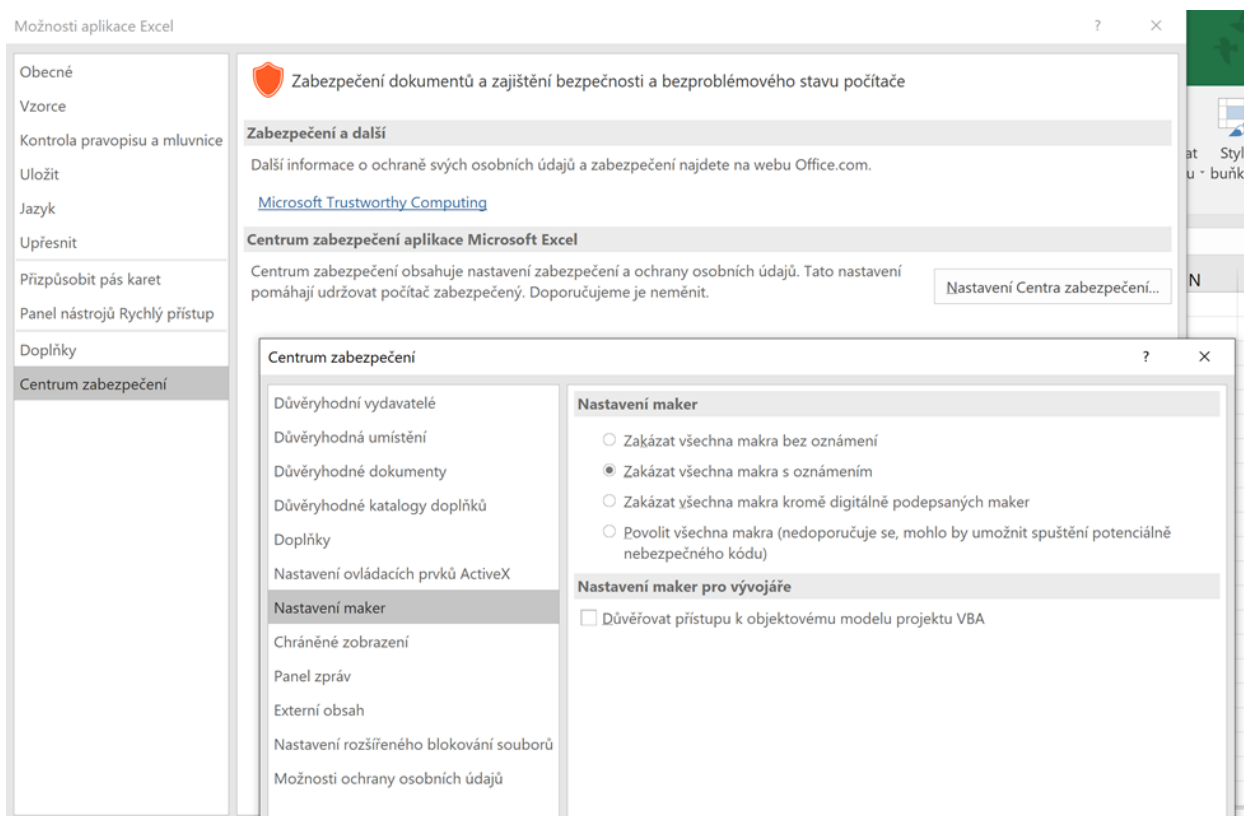 Možnosti aplikace Excel
?
Obecné
Vzorce
Kontrola pravopisu a mluvnice
Uložit
Jazyk
Upřesnit
Přizpůsobit pás karet
Panel nástrojů Rychlý přístup
Doplňky
Centrum zabezpečení
Zabezpečení dokumentů a zajištění bezpečnosti a bezproblémového stavu počítače
Zabezpečení a další
Další informace o ochraně svých osobních údajů a zabezpečení najdete na webu Office.com.
Microsoft Trustworthy Computing
Centrum zabezpečení aplikace Microsoft Excel
Centrum zabezpečení obsahuje nastavení zabezpečení a ochrany osobních údajů. Tato nastavení
pomáhají udržovat počítač zabezpečený. Doporučujeme je neměnit.
Nastavení Centra zabezpečení...
at Styl
u buňk
N
Centrum zabezpečení
?
Důvěryhodní vydavatelé
Důvěryhodná umístění
Důvěryhodné dokumenty
Důvěryhodné katalogy doplňků
Doplňky
Nastavení ovládacích prvků ActiveX
Nastavení maker
Chráněné zobrazení
Panel zpráv
Externí obsah
Nastavení rozšířeného blokování souborů
Možnosti ochrany osobních údajů
Nastavení maker
Zakázat všechna makra bez oznámení
Zakázat všechna makra s oznámením
Zakázat všechna makra kromě digitálně podepsaných maker
Povolit všechna makra (nedoporučuje se, mohlo by umožnit spuštění potenciálně
nebezpečného kódu)
Nastavení maker pro vývojáře
Důvěřovat přístupu k objektovému modelu projektu VBA